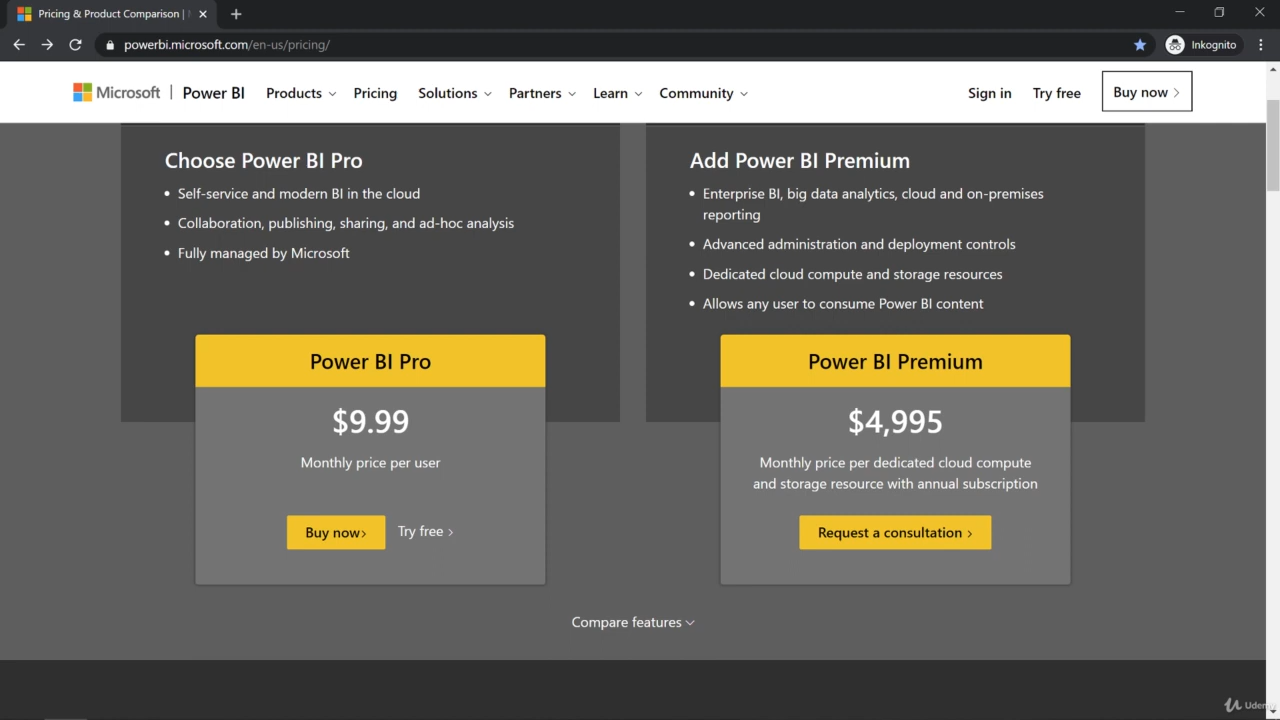 Pricing & Product Comparison |
powerbi.microsoft.com/en-us/pricing/
Inkognito
Microsoft | Power BI Products Pricing Solutions Partners Learn Community Sign in Try free Buy now
Choose Power BI Pro
• Self-service and modern BI in the cloud
• Collaboration, publishing, sharing, and ad-hoc analysis
• Fully managed by Microsoft
Power BI Pro
$9.99
Monthly price per user
Buy now
Try free
Add Power BI Premium
• Enterprise BI, big data analytics, cloud and on-premises
reporting
• Advanced administration and deployment controls
• Dedicated cloud compute and storage resources
• Allows any user to consume Power BI content
Power BI Premium
$4,995
Monthly price per dedicated cloud compute
and storage resource with annual subscription
Request a consultation
Compare features